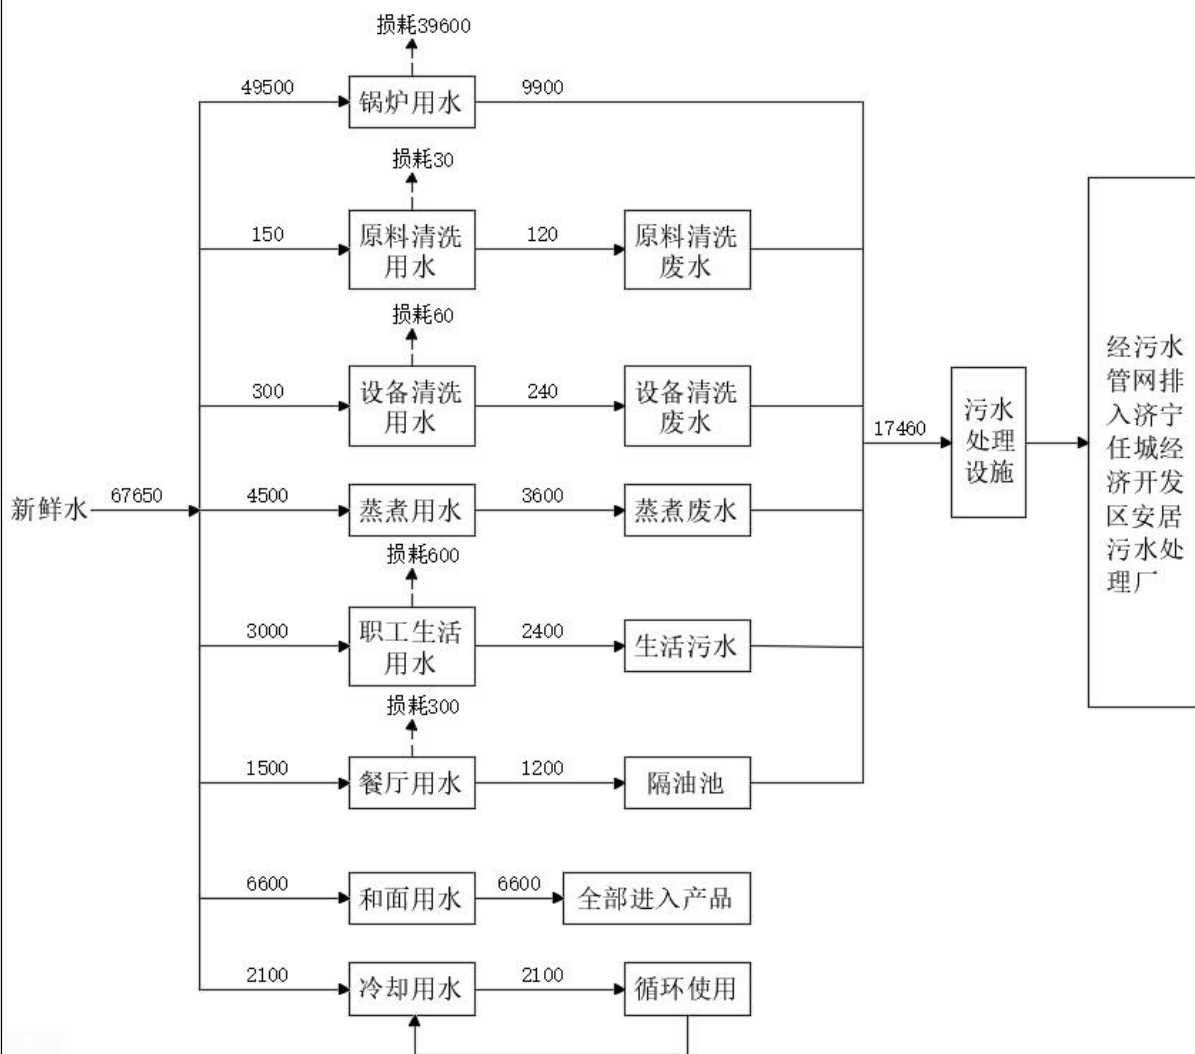 损耗39600
49500
锅炉用水
9900
损耗30
150
原料清洗
用水
120
原料清洗
废水
损耗60
300
设备清洗
用水
240
设备清洗
废水
17460
污水
处理
设施
经污水
管网排
入济宁
任城经
济开发
区安居
污水处
理厂
新鲜水
67650
4500
蒸煮用水
3600
蒸煮废水
损耗600
3000
职工生活
用水
2400
生活污水
损耗300
1500
餐厅用水
1200
隔油池
6600
和面用水
6600
全部进入产品
2100
冷却用水
2100
循环使用